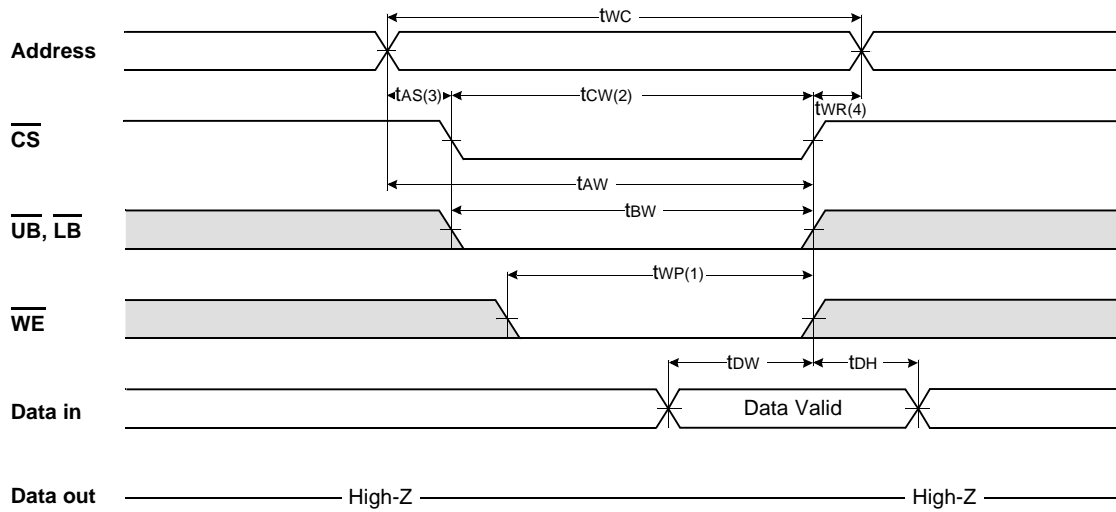 tWC
Address
tAS(3) tCW(2) tWR(4)
CS
tAW
UB, LB
tBW
WE
tWP(1)
tDW tDH
Data in
Data Valid
Data out High-Z High-Z